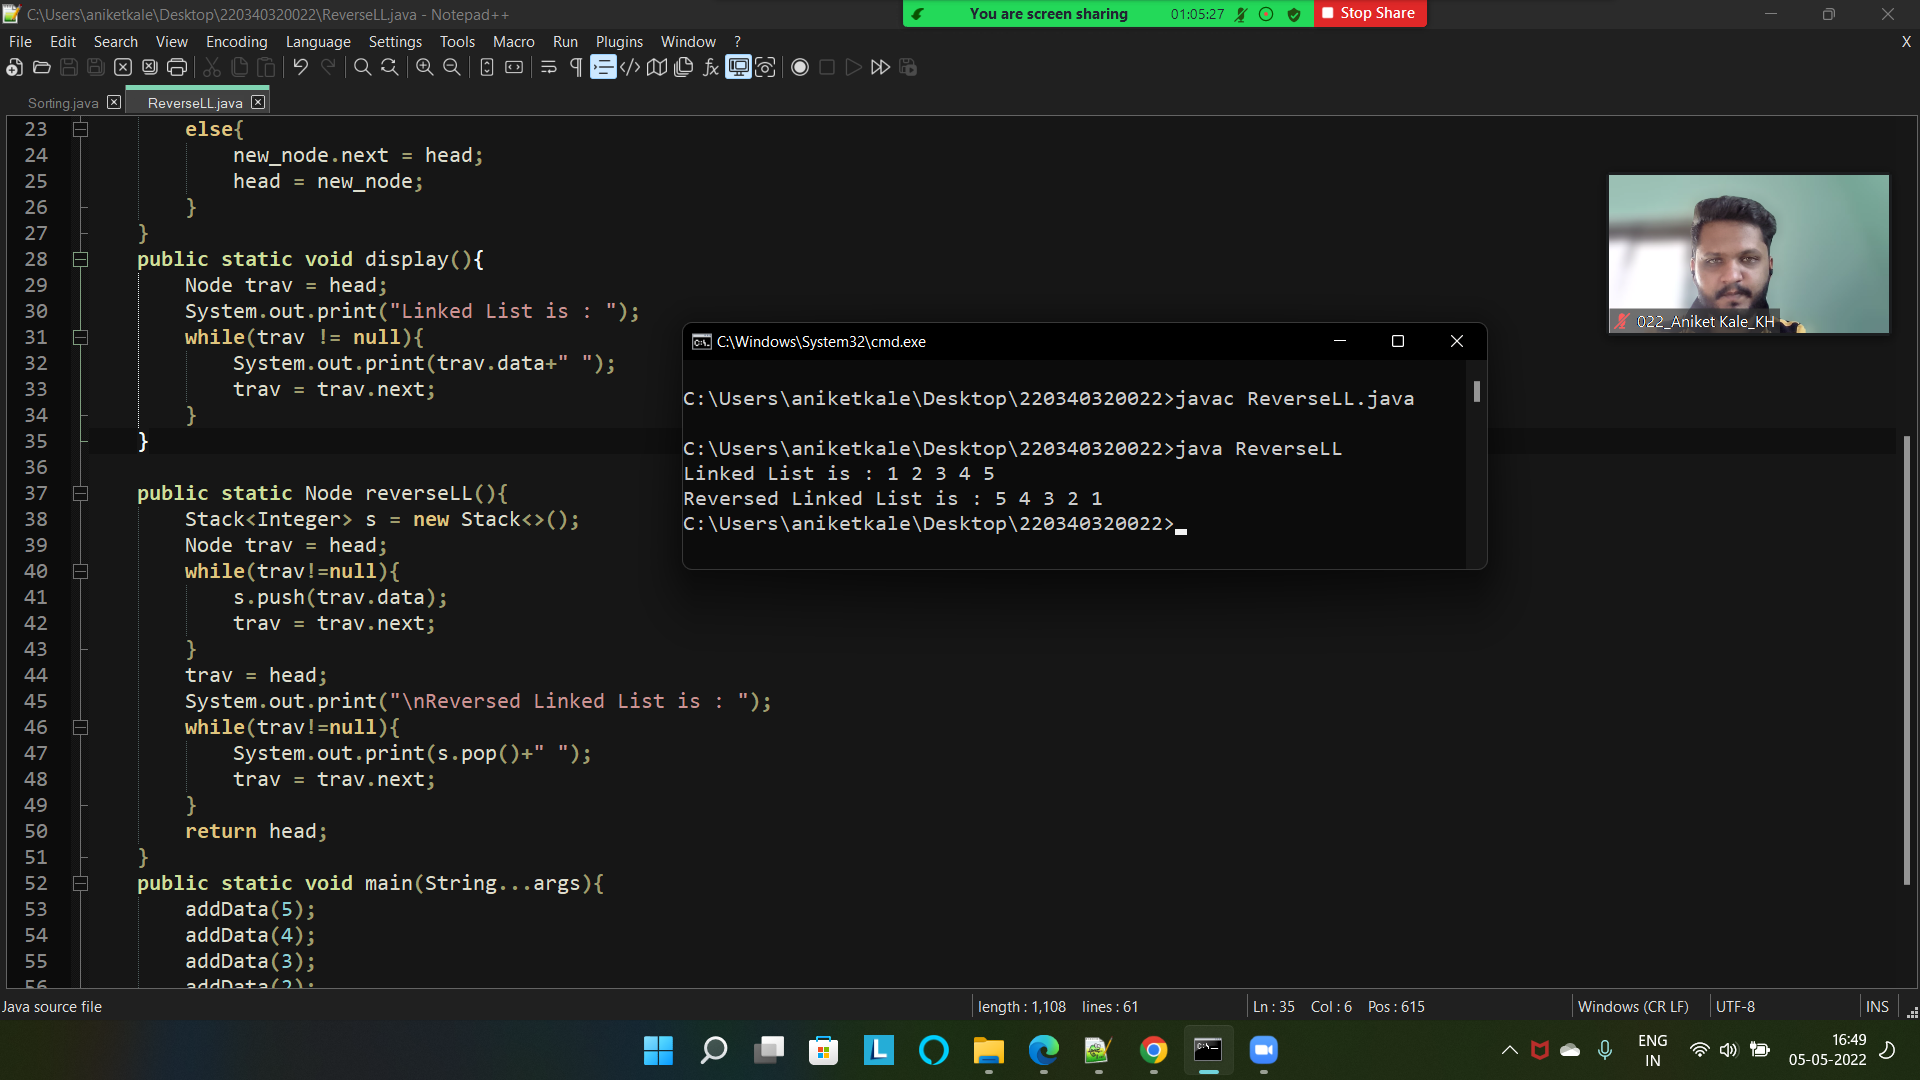 C:\Users\aniketkale\Desktop\220340320022\ReverseLL.java - Notepad++
You are screen sharing 01:05:27 Stop Share
File Edit Search View Encoding Language Settings Tools Macro Run Plugins Window ? X
Sorting.java ReverseLL.java
23 else{
24 new_node.next = head;
25 head = new_node;
26 }
27 }
28 public static void display(){
29 Node trav = head;
30 System.out.print("Linked List is : ");
31 while(trav != null){
32 System.out.print(trav.data+" ");
33 trav = trav.next;
34 }
35 }
36
37 public static Node reverseLL(){
38 Stack<Integer> s = new Stack<>();
39 Node trav = head;
40 while(trav!=null){
41 s.push(trav.data);
42 trav = trav.next;
43 }
44 trav = head;
45 System.out.print("\nReversed Linked List is : ");
46 while(trav!=null){
47 System.out.print(s.pop()+" ");
48 trav = trav.next;
49 }
50 return head;
51 }
52 public static void main(String...args){
53 addData(5);
54 addData(4);
55 addData(3);
56 addData(2);
022_Aniket Kale_KH
C:\Windows\System32\cmd.exe
C:\Users\aniketkale\Desktop\220340320022>javac ReverseLL.java
C:\Users\aniketkale\Desktop\220340320022>java ReverseLL
Linked List is : 1 2 3 4 5
Reversed Linked List is : 5 4 3 2 1
C:\Users\aniketkale\Desktop\220340320022>
Java source file length : 1,108 lines : 61 Ln : 35 Col : 6 Pos : 615 Windows (CR LF) UTF-8 INS
ENG
IN
16:49
05-05-2022